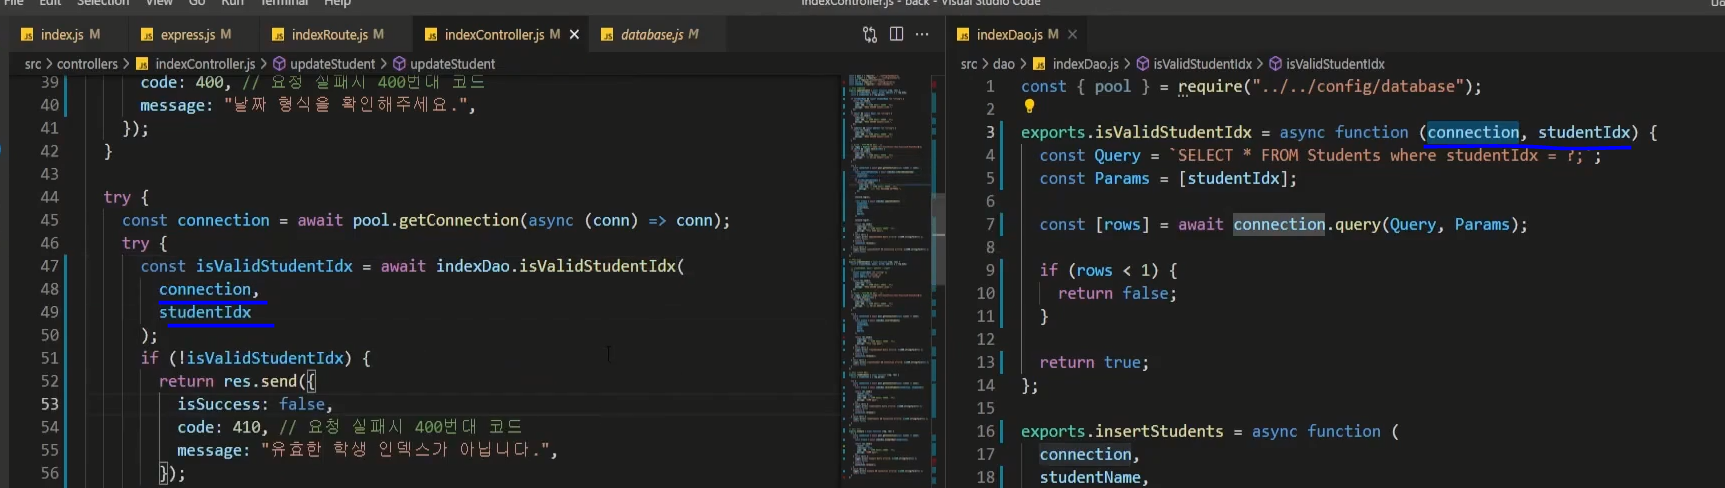 File Edit Selection View Go Run Terminal Help indexController.js - back - Visual Studio Code
JS index.js M JS express.js M JS indexRoute.js M JS indexController.js M × JS database.js M
src > controllers > JS indexController.js > updateStudent > updateStudent
39 code: 400, // 요청 실패시 400번대 코드
40 message: "날짜 형식을 확인해주세요.",
41 });
42 }
43
44 try {
45 const connection = await pool.getConnection(async (conn) => conn);
46 try {
47 const isValidStudentIdx = await indexDao.isValidStudentIdx(
48 connection,
49 studentIdx
50 );
51 if (!isValidStudentIdx) {
52 return res.send({
53 isSuccess: false,
54 code: 410, // 요청 실패시 400번대 코드
55 message: "유효한 학생 인덱스가 아닙니다.",
56 });
JS indexDao.js M ×
src > dao > JS indexDao.js > isValidStudentIdx > isValidStudentIdx
1 const { pool } = require("../../config/database");
2
3 exports.isValidStudentIdx = async function (connection, studentIdx) {
4 const Query = `SELECT * FROM Students where studentIdx = ?;`;
5 const Params = [studentIdx];
6
7 const [rows] = await connection.query(Query, Params);
8
9 if (rows < 1) {
10 return false;
11 }
12
13 return true;
14 };
15
16 exports.insertStudents = async function (
17 connection,
18 studentName,